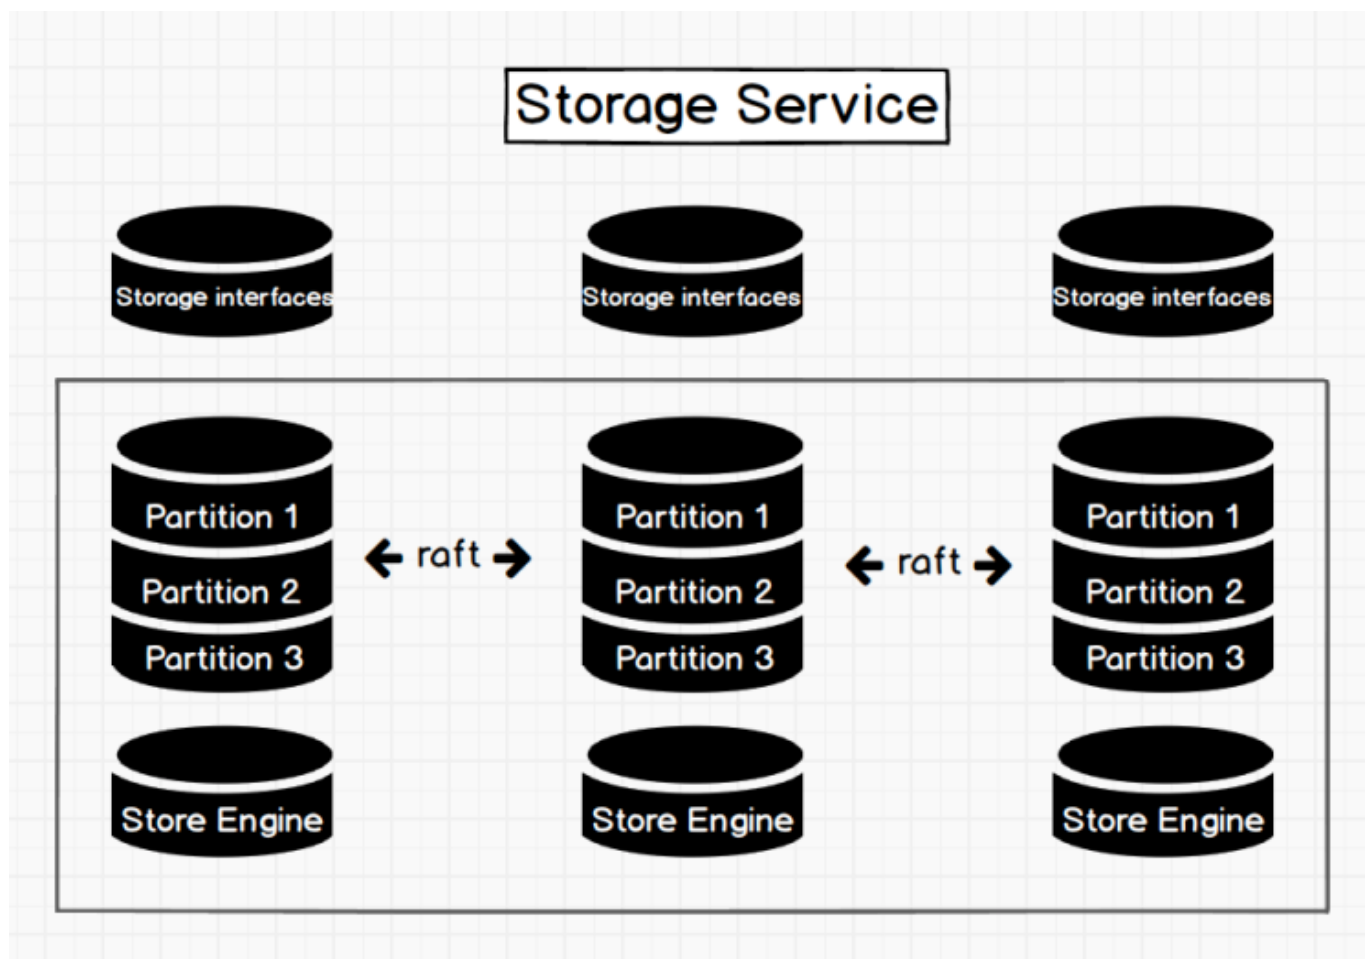 Storage Service
Storage interfaces
Storage interfaces
Storage interfaces
Partition 1
Partition 1
Partition 1
raft
raft
Partition 2
Partition 2
Partition 2
Partition 3
Partition 3
Partition 3
Store Engine
Store Engine
Store Engine